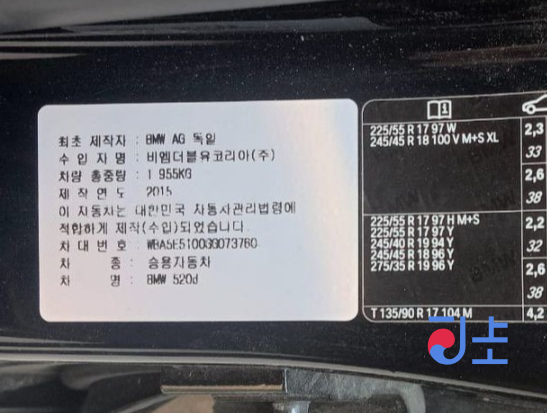 최초 제작자 : BMW AG 독일
수 입 자 명 : 비엠더블유코리아(주)
차량 총중량 : 1 955KG
제 작 연 도 : 2015
이 자동차는 대한민국 자동차관리법령에
적합하게 제작(수입)되었습니다.
차 대 번 호 :
차 종 : 승용자동차
차 명 : BMW 520d
225/55 R 17 97 W
245/45 R 18 100 V M+S XL
2,3
33
2,6
38
225/55 R 17 97 H M+S
225/55 R 17 97 Y
245/40 R 19 94 Y
245/45 R 18 96 Y
275/35 R 19 96 Y
2,2
32
2,6
38
T 135/90 R 17 104 M
4,2